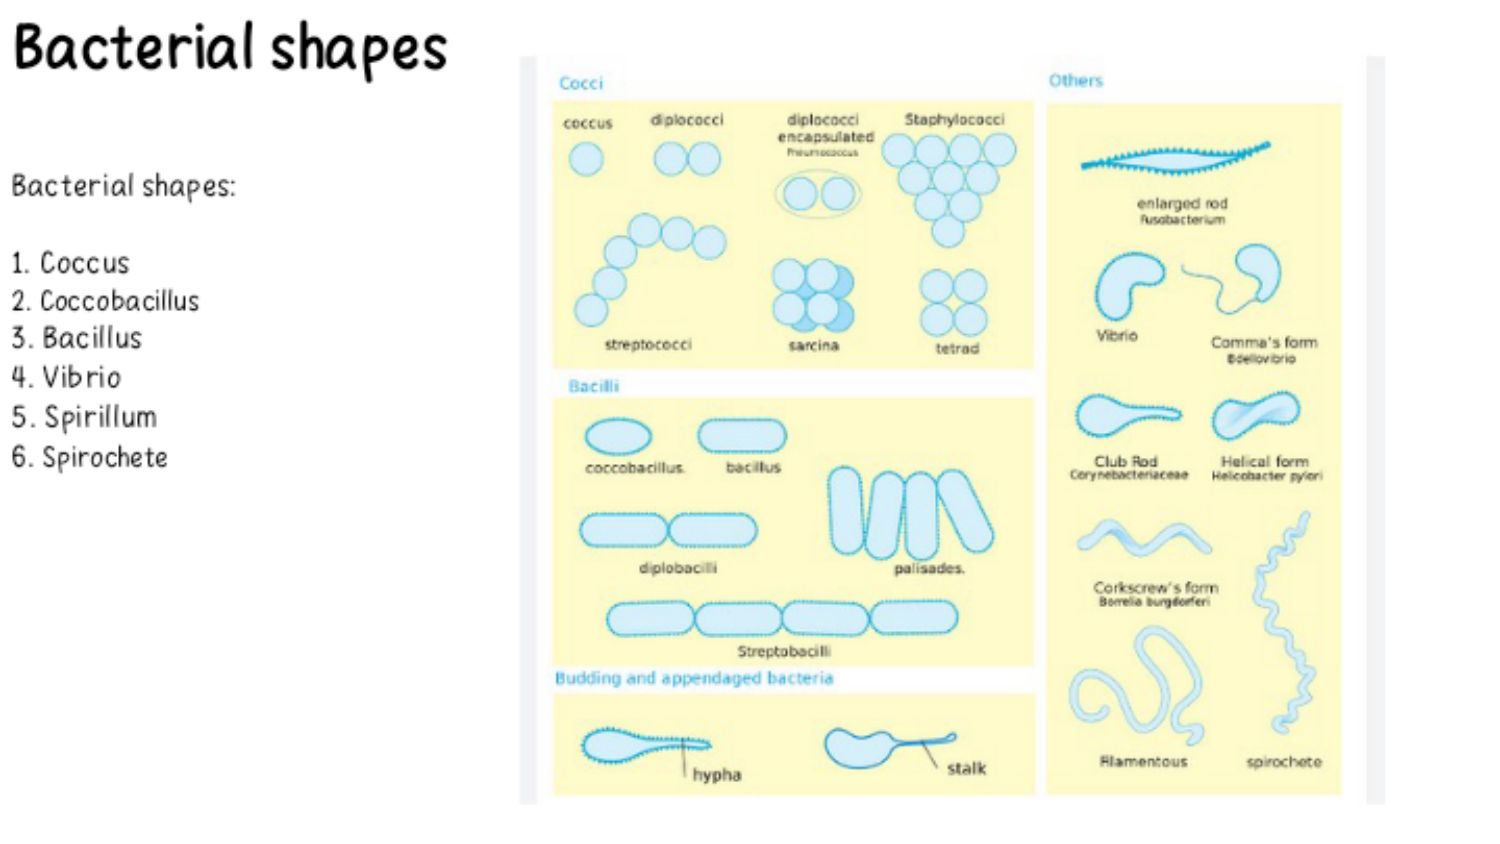 Bacterial shapes
Bacterial shapes:
1. Coccus
2. Coccobacillus
3. Bacillus
4. Vibrio
5. Spirillum
6. Spirochete
Cocci
coccus
diplococci
diplococci
encapsulated
Pneumococcus
Staphylococci
streptococci
sarcina
tetrad
Bacilli
coccobacillus.
bacillus
diplobacilli
palisades.
Streptobacilli
Budding and appendaged bacteria
hypha
stalk
Others
enlarged rod
Fusobacterium
Vibrio
Comma's form
Bdellovibrio
Club Rod
Corynebacteriaceae
Helical form
Helicobacter pylori
Corkscrew's form
Borrelia burgdorferi
Filamentous
spirochete